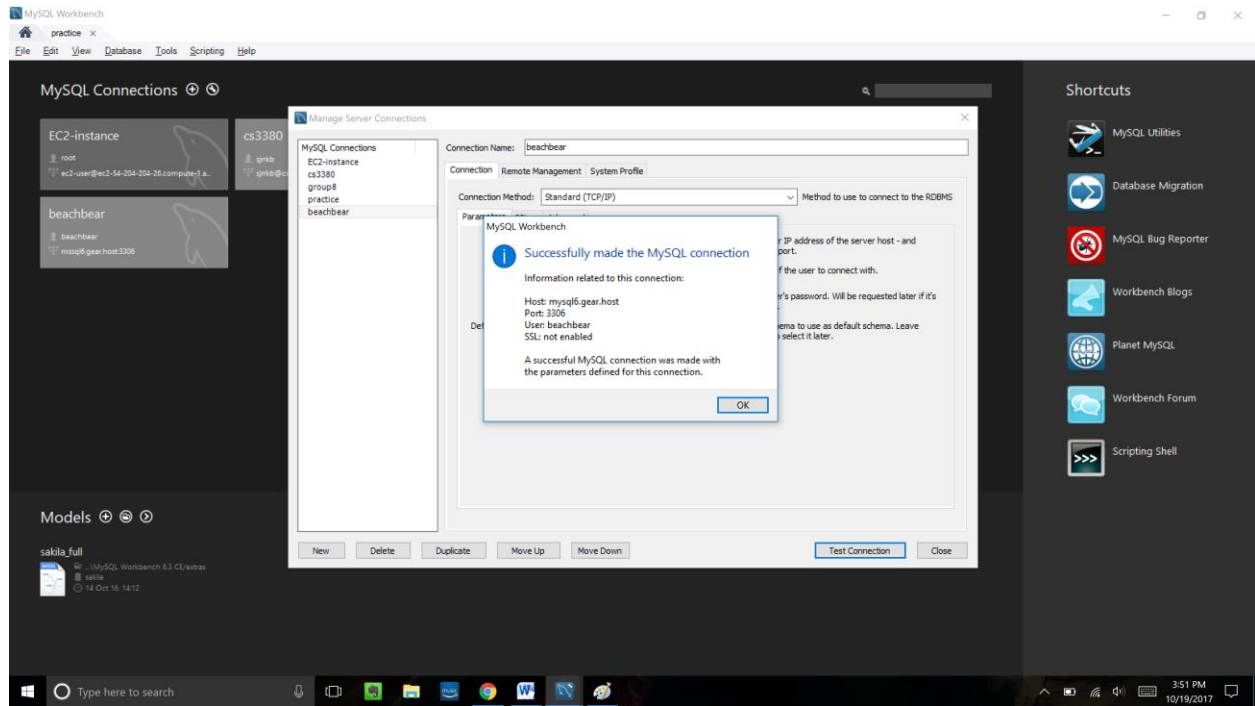 MySQL Workbench
practice ×
File Edit View Database Tools Scripting Help
MySQL Connections
EC2-instance
root
ec2-user@ec2-54-204-204-26.compute-1.a...
cs3380
sjmkb
beachbear
beachbear
mysql6.gear.host:3306
Manage Server Connections
MySQL Connections
EC2-instance
cs3380
group8
practice
beachbear
Connection Name: beachbear
Connection Remote Management System Profile
Connection Method: Standard (TCP/IP) Method to use to connect to the RDBMS
MySQL Workbench
Successfully made the MySQL connection
Information related to this connection:
Host: mysql6.gear.host
Port: 3306
User: beachbear
SSL: not enabled
A successful MySQL connection was made with
the parameters defined for this connection.
OK
IP address of the server host - and
port.
the user to connect with.
password. Will be requested later if it's
to use as default schema. Leave
select it later.
New Delete Duplicate Move Up Move Down Test Connection Close
Shortcuts
MySQL Utilities
Database Migration
MySQL Bug Reporter
Workbench Blogs
Planet MySQL
Workbench Forum
Scripting Shell
Models
sakila_full
...\MySQL Workbench 6.3 CE/extras
sakila
14 Oct 16, 14:12
Type here to search
3:51 PM
10/19/2017